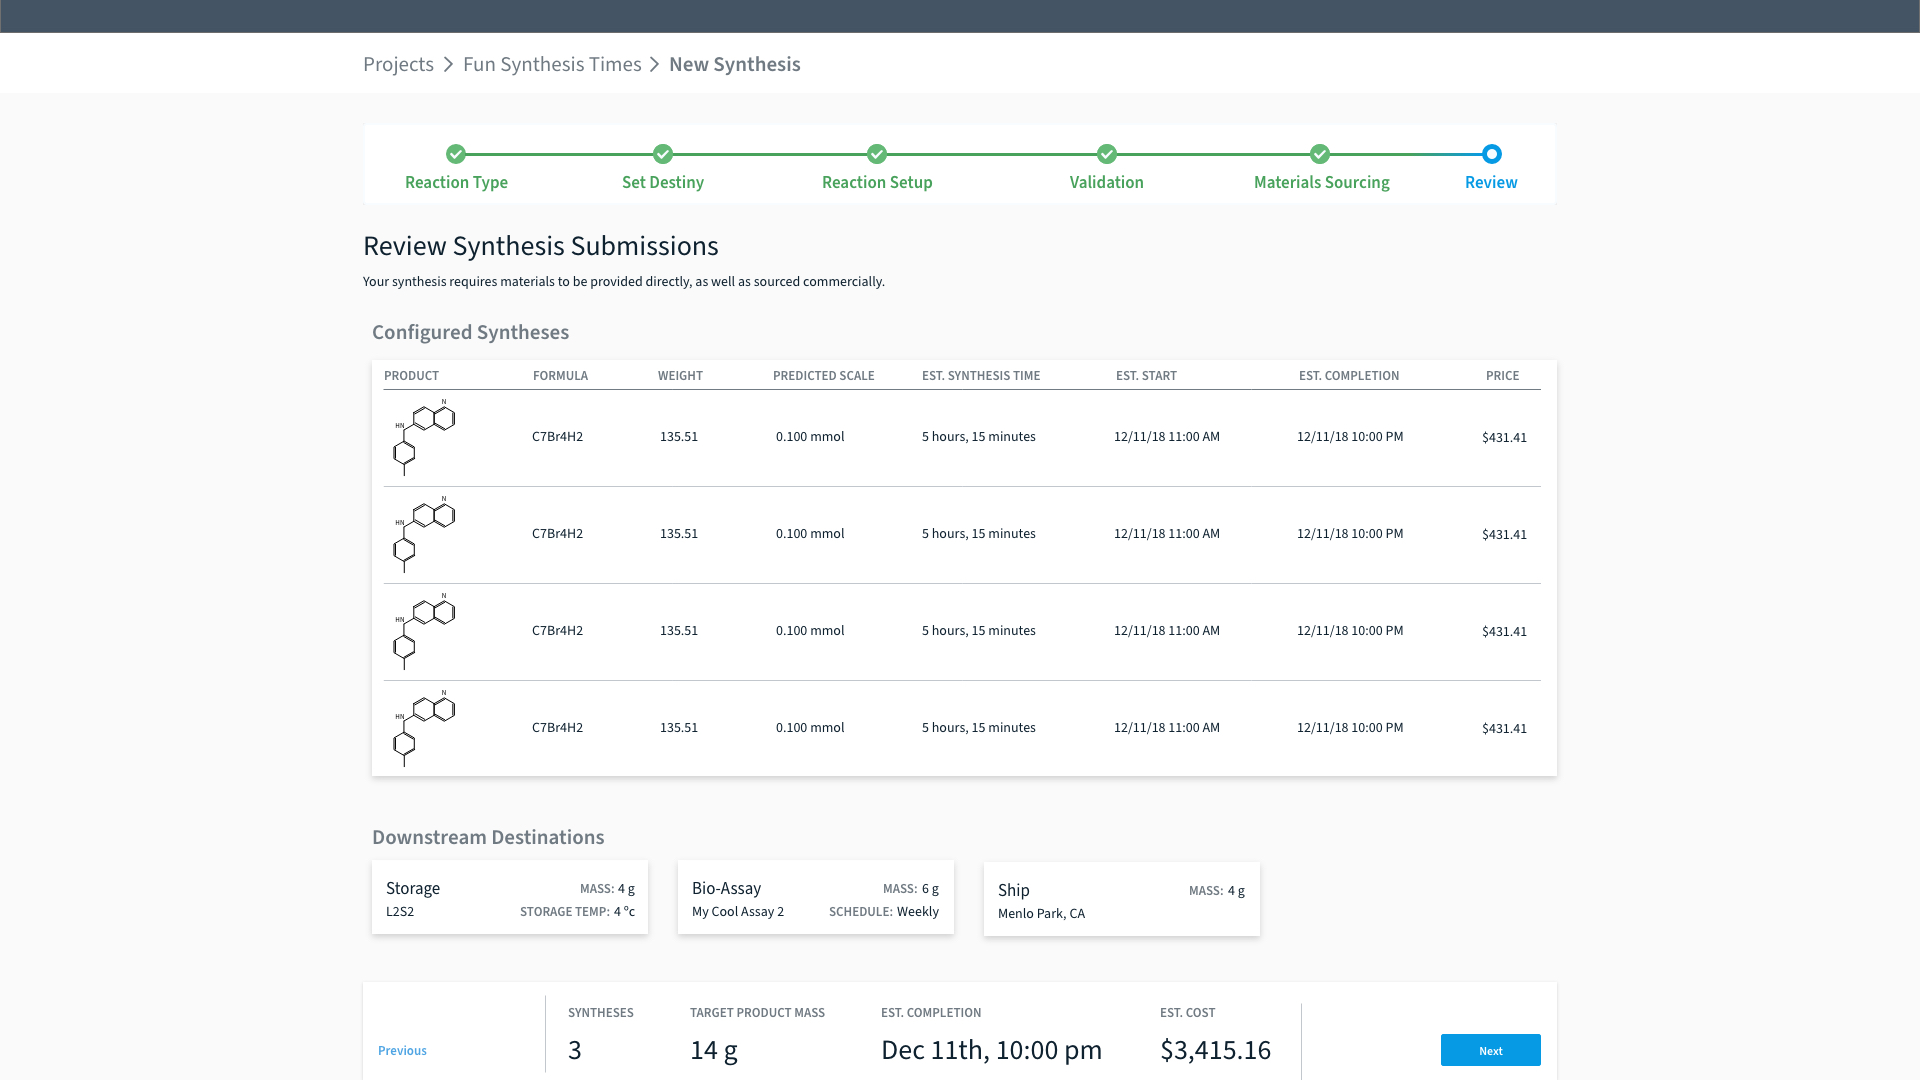 Projects > Fun Synthesis Times > New Synthesis
Reaction Type Set Destiny Reaction Setup Validation Materials Sourcing Review
Review Synthesis Submissions
Your synthesis requires materials to be provided directly, as well as sourced commercially.
Configured Syntheses
PRODUCT FORMULA WEIGHT PREDICTED SCALE EST. SYNTHESIS TIME EST. START EST. COMPLETION PRICE
N
HN
C7Br4H2 135.51 0.100 mmol 5 hours, 15 minutes 12/11/18 11:00 AM 12/11/18 10:00 PM $431.41
N
HN
C7Br4H2 135.51 0.100 mmol 5 hours, 15 minutes 12/11/18 11:00 AM 12/11/18 10:00 PM $431.41
N
HN
C7Br4H2 135.51 0.100 mmol 5 hours, 15 minutes 12/11/18 11:00 AM 12/11/18 10:00 PM $431.41
N
HN
C7Br4H2 135.51 0.100 mmol 5 hours, 15 minutes 12/11/18 11:00 AM 12/11/18 10:00 PM $431.41
Downstream Destinations
Storage MASS: 4 g
L2S2 STORAGE TEMP: 4 °c
Bio-Assay MASS: 6 g
My Cool Assay 2 SCHEDULE: Weekly
Ship MASS: 4 g
Menlo Park, CA
SYNTHESES TARGET PRODUCT MASS EST. COMPLETION EST. COST
Previous 3 14 g Dec 11th, 10:00 pm $3,415.16 Next